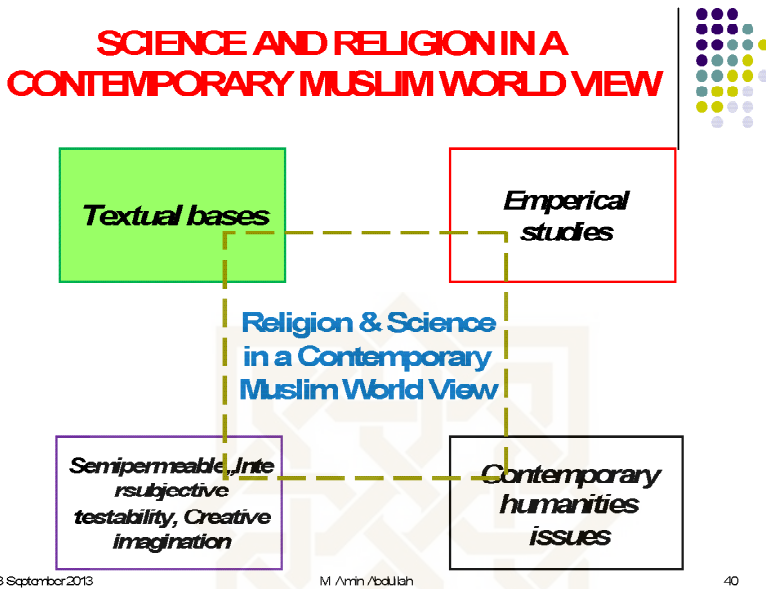 SCIENCE AND RELIGION IN A
CONTEMPORARY MUSLIM WORLD VIEW
Textual bases
Emperical
studies
Religion & Science
in a Contemporary
Muslim World View
Semipermeable,,Inte
rsubjective
testability, Creative
imagination
Contemporary
humanities
issues
3 September 2013
M. Amin Abdullah
40